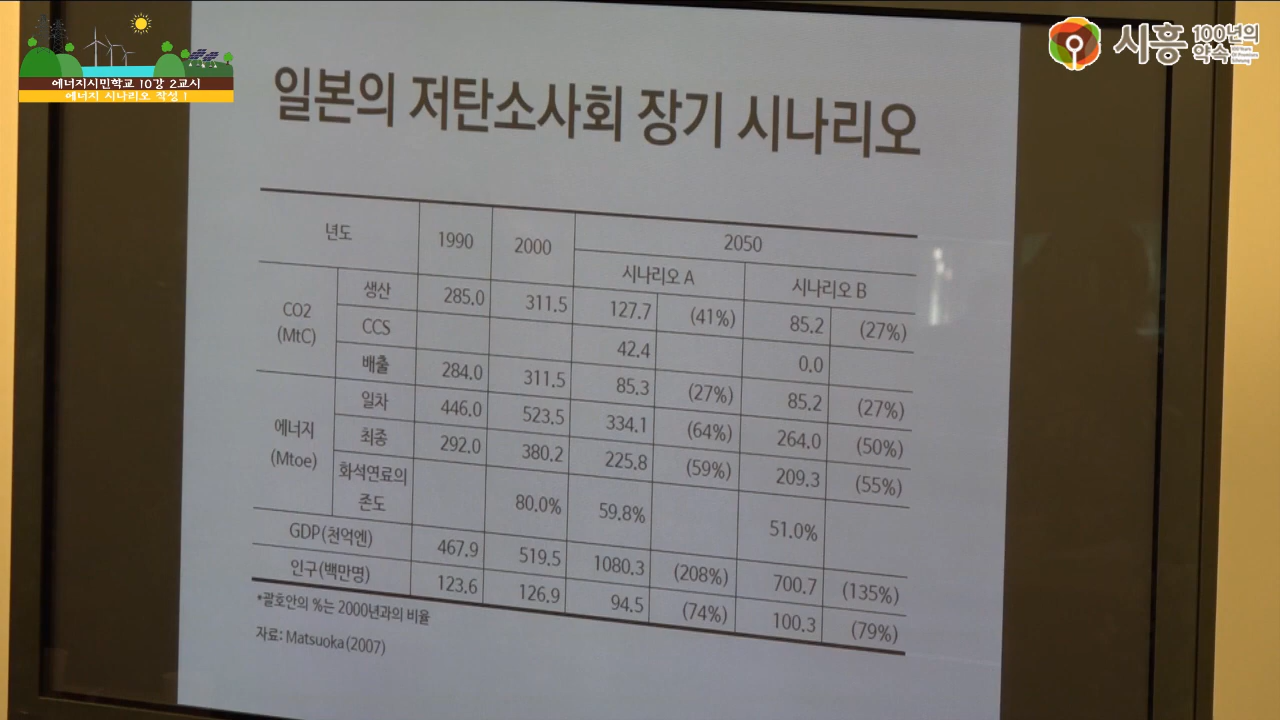 에너지시민학교 10강 2교시
에너지 시나리오 작성 1
시흥 100년의 약속
일본의 저탄소사회 장기 시나리오
년도 1990 2000 2050
시나리오 A 시나리오 B
CO2 (MtC) 생산 285.0 311.5 127.7 (41%) 85.2 (27%)
CCS 42.4 0.0
배출 284.0 311.5 85.3 (27%) 85.2 (27%)
에너지 (Mtoe) 일차 446.0 523.5 334.1 (64%) 264.0 (50%)
최종 292.0 380.2 225.8 (59%) 209.3 (55%)
화석연료의 존도 80.0% 59.8% 51.0%
GDP(천억엔) 467.9 519.5 1080.3 (208%) 700.7 (135%)
인구(백만명) 123.6 126.9 94.5 (74%) 100.3 (79%)
*괄호안의 %는 2000년과의 비율
자료: Matsuoka(2007)